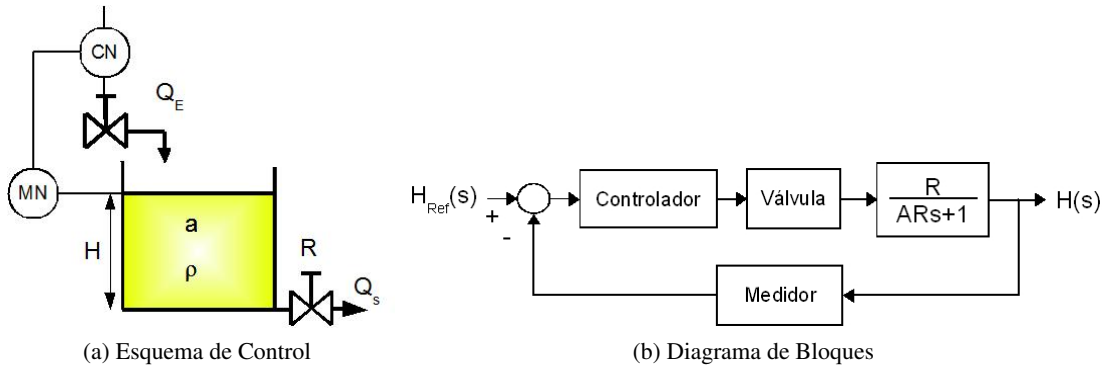 CN
Q_E
MN
H
a
ρ
R
Q_s
(a) Esquema de Control
H_Ref(s)
+
-
Controlador
Válvula
R
ARs+1
H(s)
Medidor
(b) Diagrama de Bloques